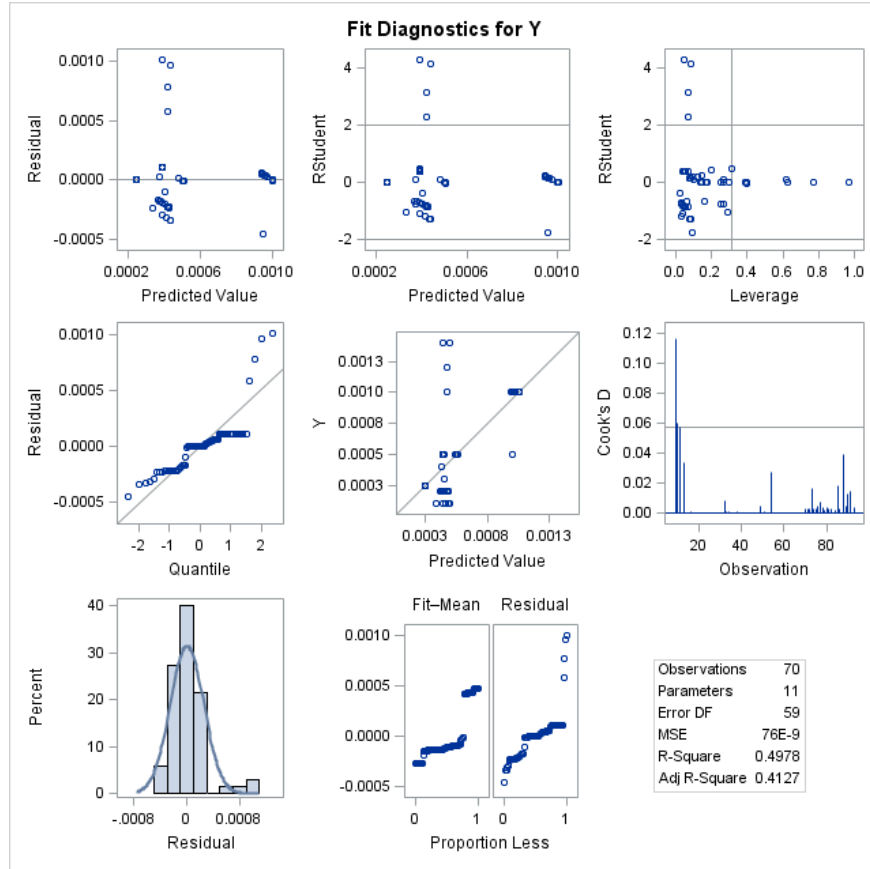 Fit Diagnostics for Y
Residual
0.0010
0.0005
0.0000
-0.0005
0.0002 0.0006 0.0010
Predicted Value
RStudent
4
2
0
-2
0.0002 0.0006 0.0010
Predicted Value
RStudent
4
2
0
-2
0.0 0.2 0.4 0.6 0.8 1.0
Leverage
Residual
0.0010
0.0005
0.0000
-0.0005
-2 -1 0 1 2
Quantile
Y
0.0013
0.0010
0.0008
0.0005
0.0003
0.0003 0.0008 0.0013
Predicted Value
Cook's D
0.12
0.10
0.08
0.06
0.04
0.02
0.00
20 40 60 80
Observation
Percent
40
30
20
10
0
-.0008 0 0.0008
Residual
Fit–Mean Residual
0.0010
0.0005
0.0000
-0.0005
0 1 0 1
Proportion Less
Observations 70
Parameters 11
Error DF 59
MSE 76E-9
R-Square 0.4978
Adj R-Square 0.4127